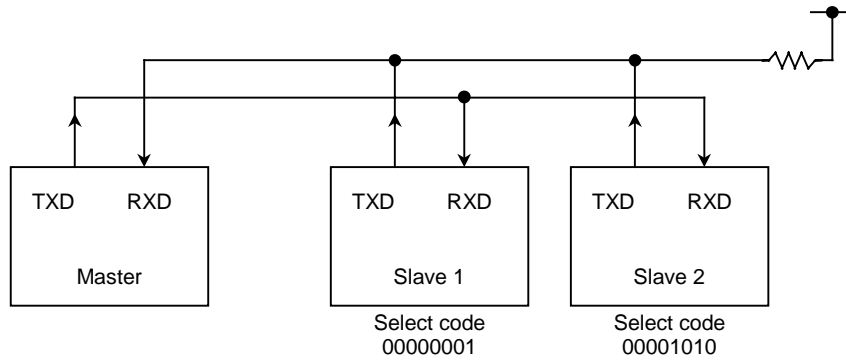 TXD RXD TXD RXD TXD RXD
Master Slave 1 Slave 2
Select code Select code
00000001 00001010